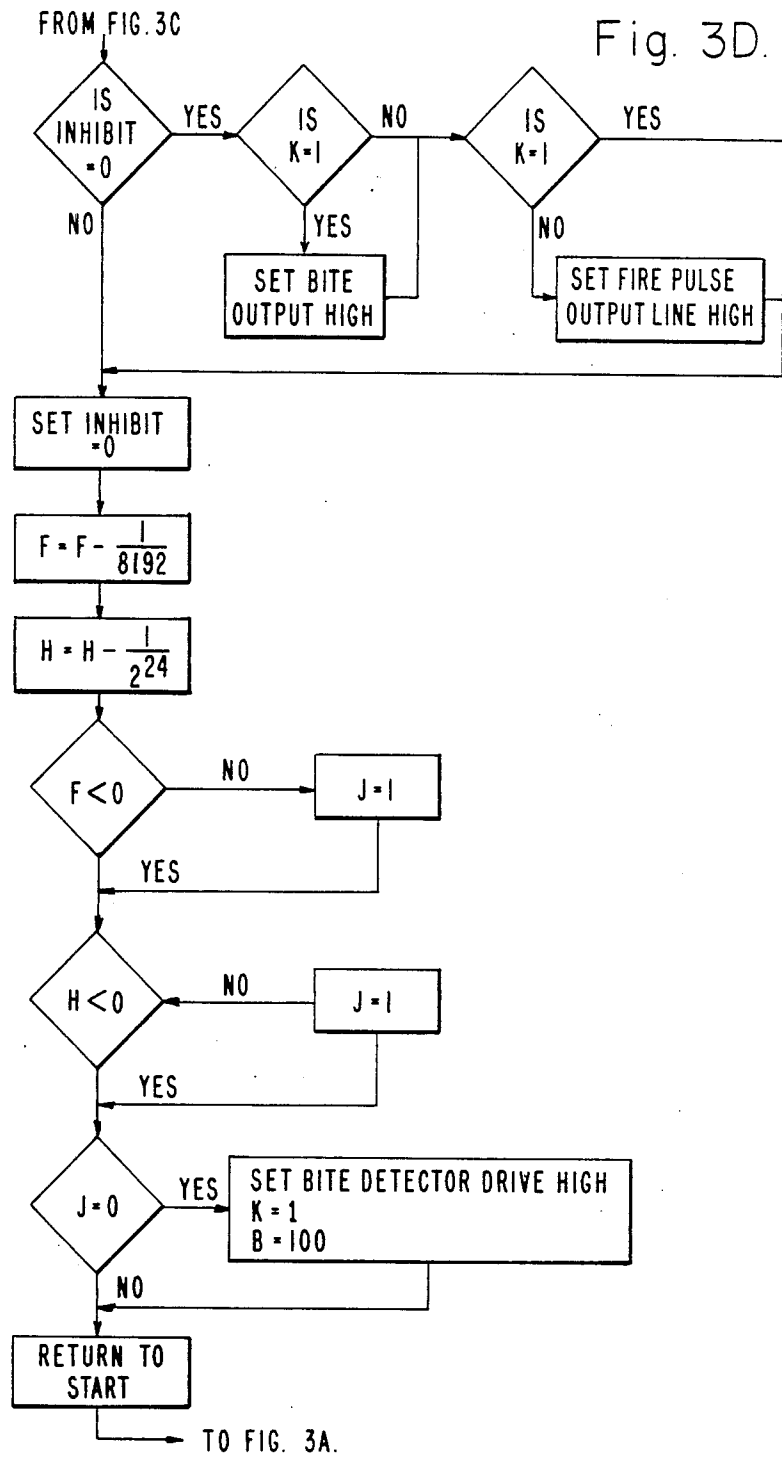 FROM FIG. 3C
Fig. 3D.
IS
INHIBIT
=0
YES
IS
K=1
NO
IS
K=1
YES
NO
YES
NO
SET BITE
OUTPUT HIGH
SET FIRE PULSE
OUTPUT LINE HIGH
SET INHIBIT
=0
F = F - 1/8192
H = H - 1/2^24
F<0
NO
J=1
YES
H<0
NO
J=1
YES
J=0
YES
SET BITE DETECTOR DRIVE HIGH
K=1
B=100
NO
RETURN TO
START
TO FIG. 3A.